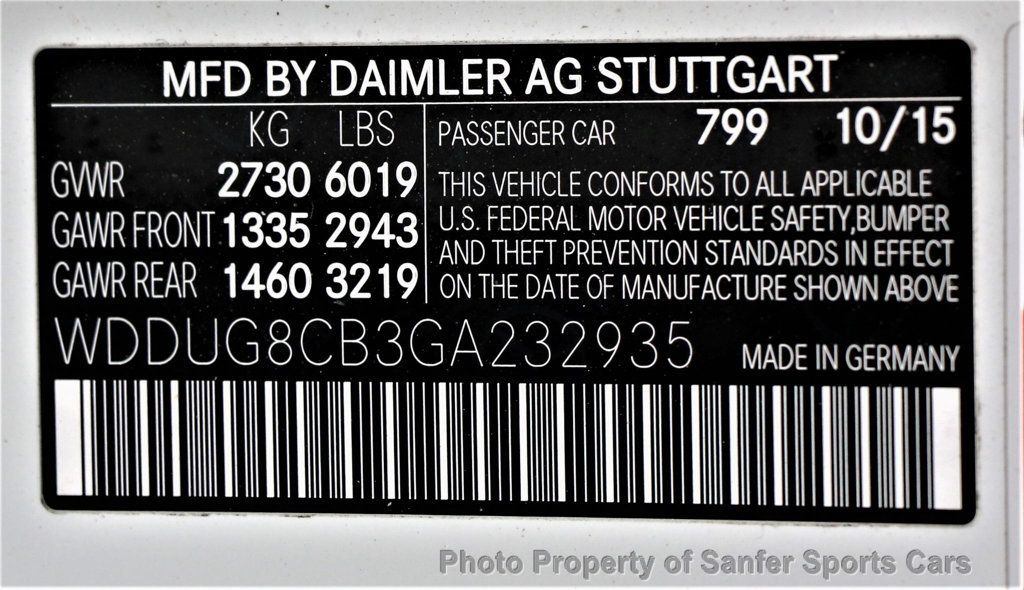 MFD BY DAIMLER AG STUTTGART
KG LBS
GVWR 2730 6019
GAWR FRONT 1335 2943
GAWR REAR 1460 3219
PASSENGER CAR 799 10/15
THIS VEHICLE CONFORMS TO ALL APPLICABLE
U.S. FEDERAL MOTOR VEHICLE SAFETY,BUMPER
AND THEFT PREVENTION STANDARDS IN EFFECT
ON THE DATE OF MANUFACTURE SHOWN ABOVE
WDDUG8CB3GA232935
MADE IN GERMANY
Photo Property of Sanfer Sports Cars